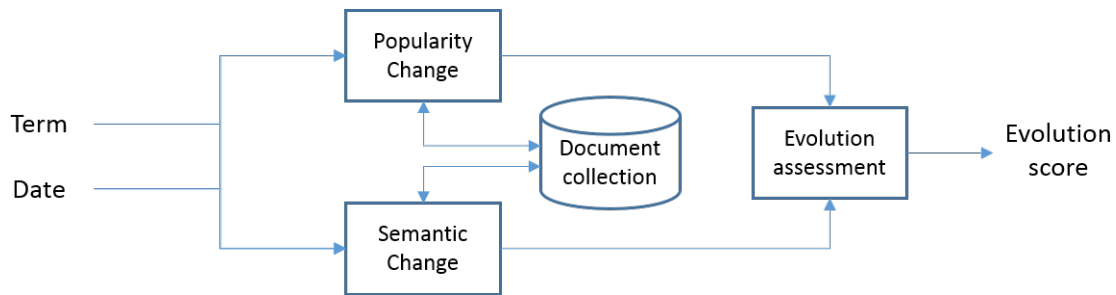 Term
Date
Popularity
Change
Semantic
Change
Document
collection
Evolution
assessment
Evolution
score